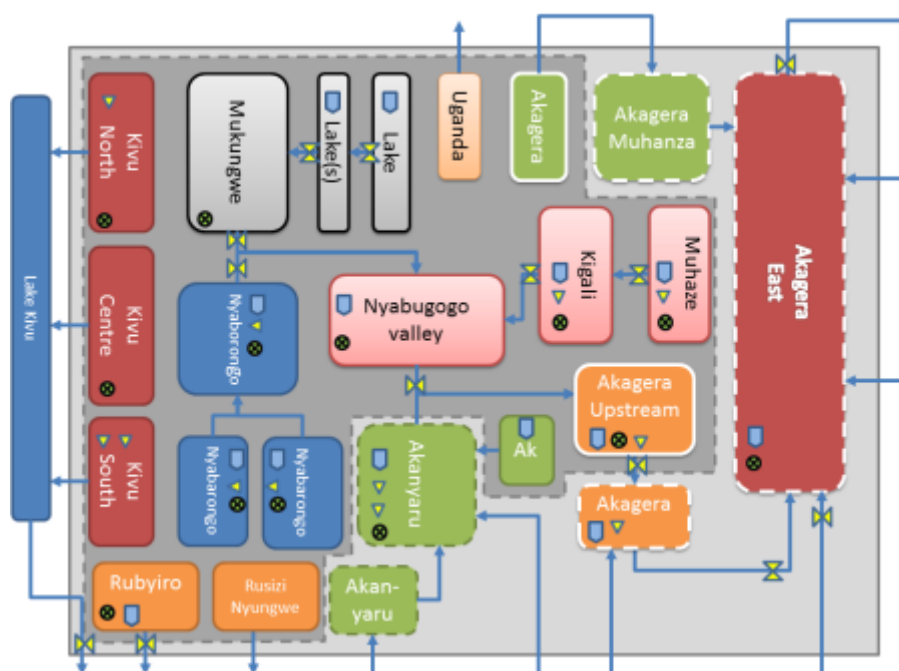 Lake Kivu
Kivu
North
Kivu
Centre
Kivu
South
Mukungwe
Lake(s)
Lake
Uganda
Akagera
Akagera
Muhanza
Akagera
East
Nyaborongo
Nyabugogo
valley
Kigali
Muhaze
Nyabarongo
Nyabarongo
Akanyaru
Ak
Akagera
Upstream
Akagera
Rubyiro
Rusizi
Nyungwe
Akan-
yaru